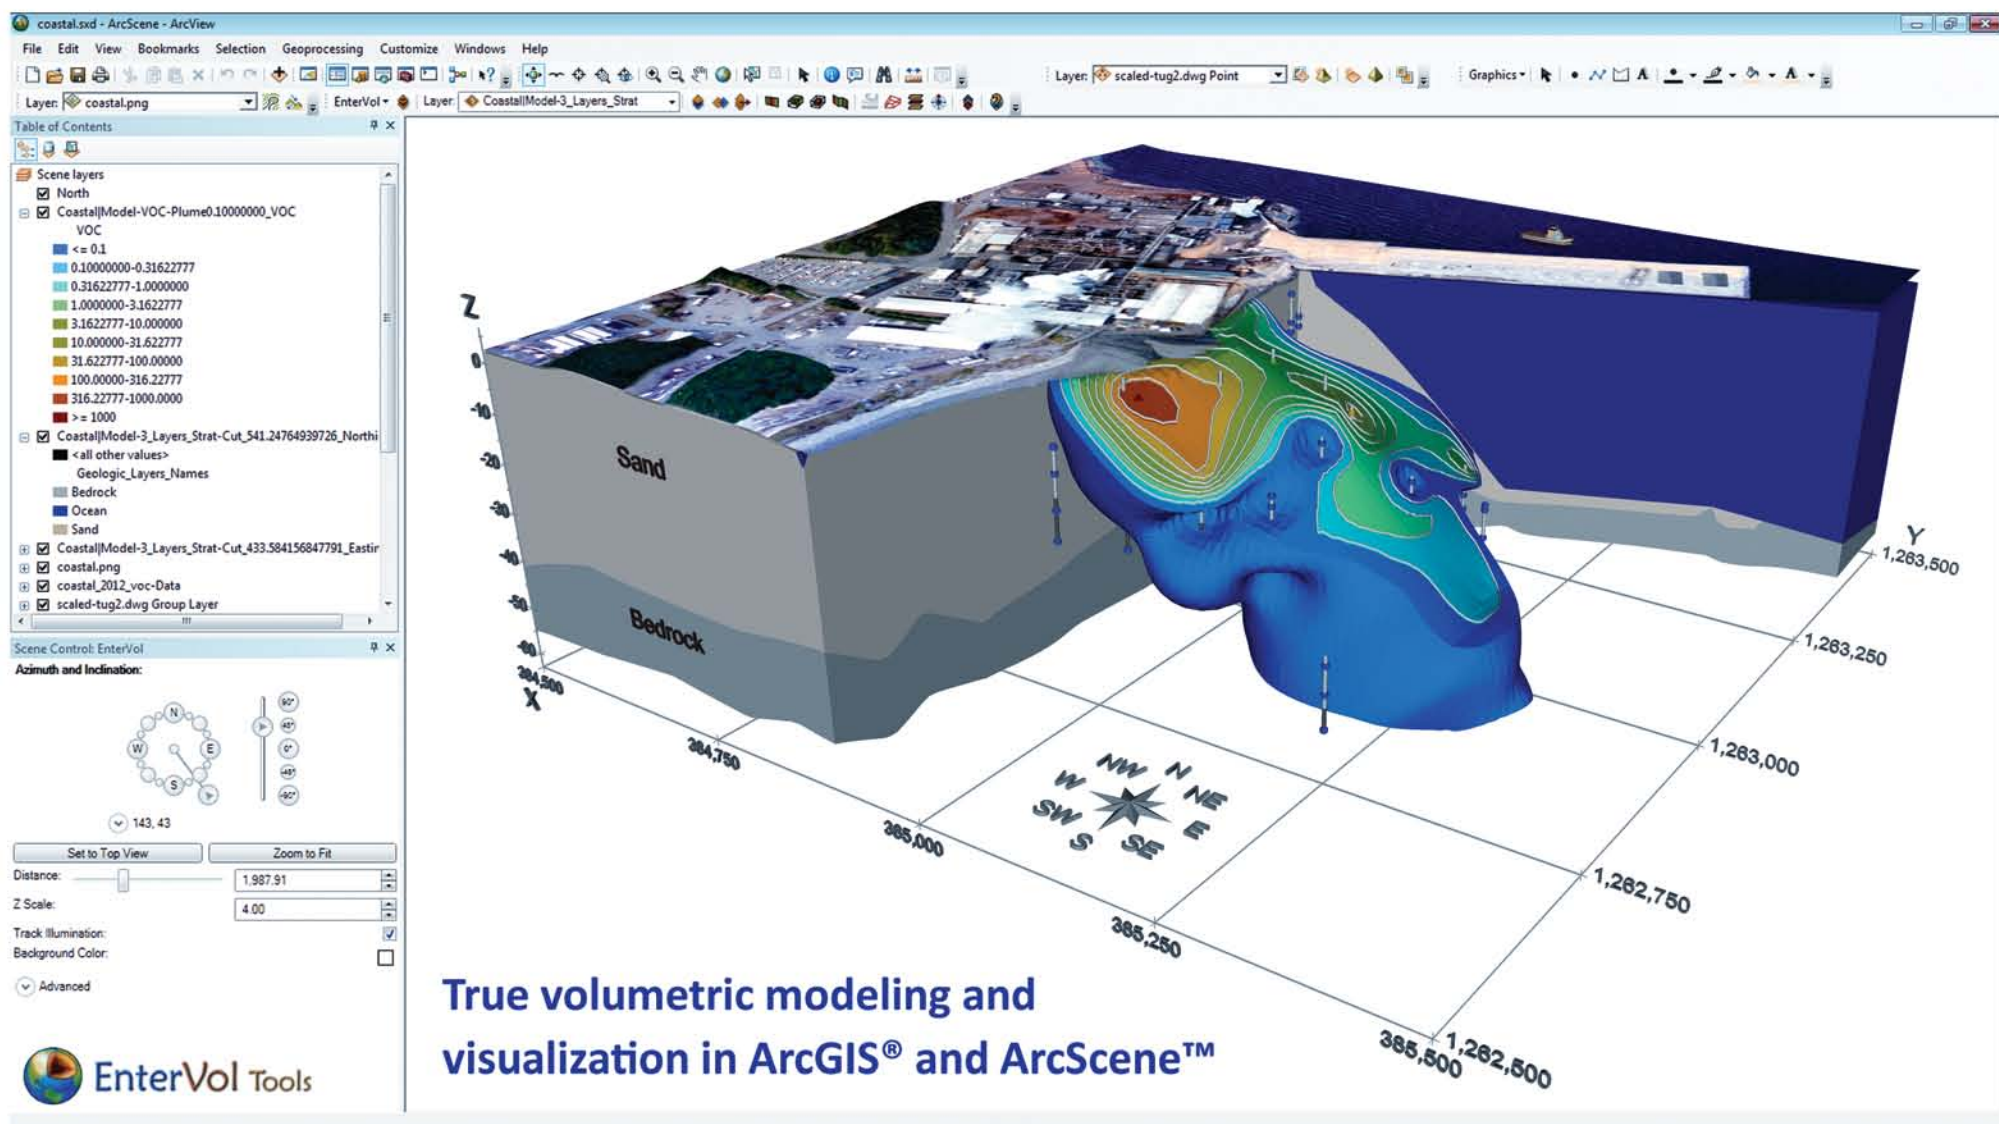 coastal.sxd - ArcScene - ArcView
File Edit View Bookmarks Selection Geoprocessing Customize Windows Help
Layer: scaled-tug2.dwg Point Graphics
Layer: coastal.png EnterVol Layer: Coastal|Model-3_Layers_Strat
Table of Contents
Scene layers
North
Coastal|Model-VOC-Plume0.10000000_VOC
VOC
<= 0.1
0.10000000-0.31622777
0.31622777-1.0000000
1.0000000-3.1622777
3.1622777-10.000000
10.000000-31.622777
31.622777-100.00000
100.00000-316.22777
316.22777-1000.0000
>= 1000
Coastal|Model-3_Layers_Strat-Cut_541.24764939726_Northi
<all other values>
Geologic_Layers_Names
Bedrock
Ocean
Sand
Coastal|Model-3_Layers_Strat-Cut_433.584156847791_Eastin
coastal.png
coastal_2012_voc-Data
scaled-tug2.dwg Group Layer
Scene Control: EnterVol
Azimuth and Inclination:
N
W E
S
90°
45°
0°
-45°
-90°
143, 43
Set to Top View Zoom to Fit
Distance: 1,987.91
Z Scale: 4.00
Track Illumination:
Background Color:
Advanced
EnterVol Tools
Z
0
-10
-20
-30
-40
-50
-60
Sand
Bedrock
384,500
X
384,750
365,000
385,250
385,500
Y
1,263,500
1,263,250
1,263,000
1,262,750
1,262,500
NW N NE
W E
SW S SE
True volumetric modeling and
visualization in ArcGIS® and ArcScene™